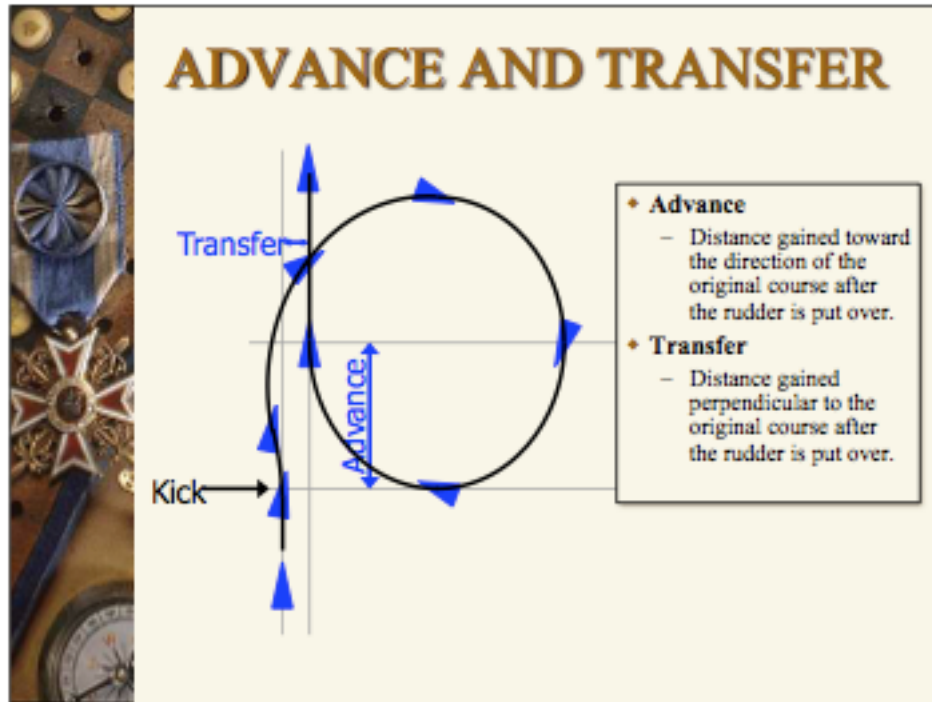 ADVANCE AND TRANSFER
Transfer
Advance
Kick
◆ Advance
– Distance gained toward
the direction of the
original course after
the rudder is put over.
◆ Transfer
– Distance gained
perpendicular to the
original course after
the rudder is put over.